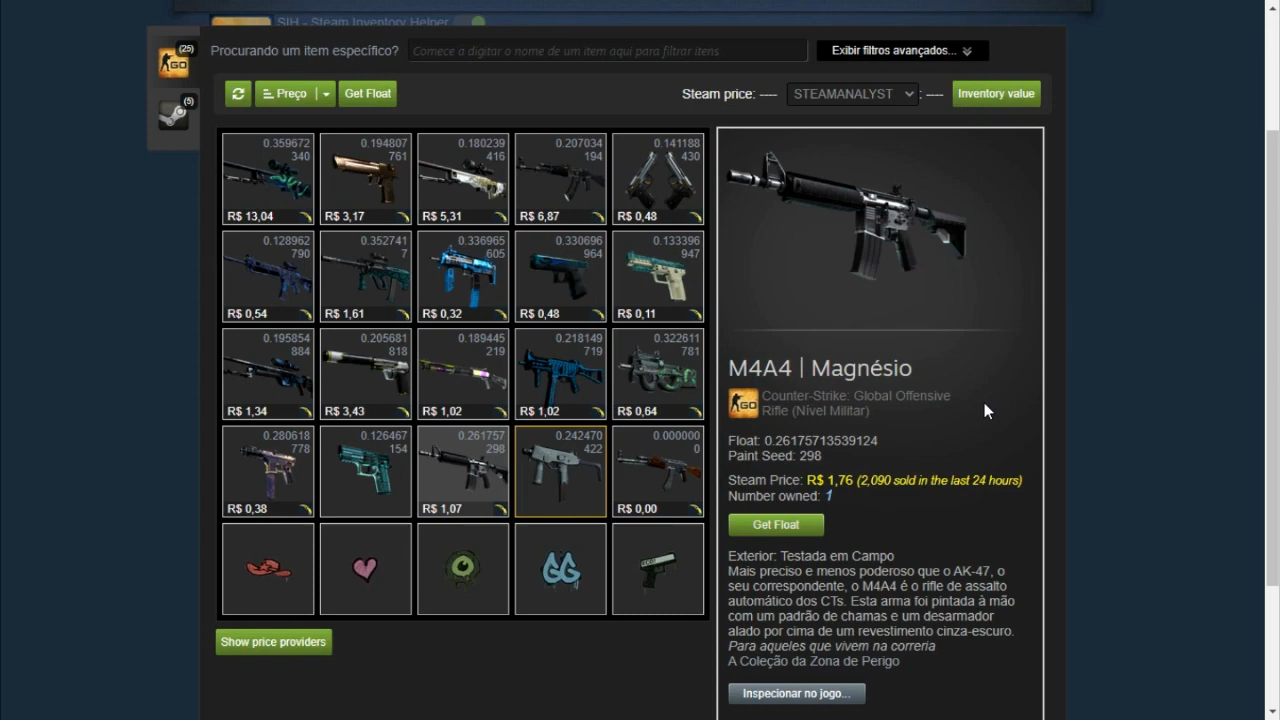 SIH - Steam Inventory Helper
(25)
Procurando um item específico?
Comece a digitar o nome de um item aqui para filtrar itens
Exibir filtros avançados...
(5)
Preço
Get Float
Steam price: ----
STEAMANALYST
: ----
Inventory value
0.359672
340
R$ 13,04
0.194807
761
R$ 3,17
0.180239
416
R$ 5,31
0.207034
194
R$ 6,87
0.141188
430
R$ 0,48
0.128962
790
R$ 0,54
0.352741
7
R$ 1,61
0.336965
605
R$ 0,32
0.330696
964
R$ 0,48
0.133396
947
R$ 0,11
0.195854
884
R$ 1,34
0.205681
818
R$ 3,43
0.189445
219
R$ 1,02
0.218149
719
R$ 1,02
0.322611
781
R$ 0,64
0.280618
778
R$ 0,38
0.126467
154
0.261757
298
R$ 1,07
0.242470
422
0.000000
0
R$ 0,00
Show price providers
M4A4 | Magnésio
GO
Counter-Strike: Global Offensive
Rifle (Nível Militar)
Float: 0.26175713539124
Paint Seed: 298
Steam Price: R$ 1,76 (2,090 sold in the last 24 hours)
Number owned: 1
Get Float
Exterior: Testada em Campo
Mais preciso e menos poderoso que o AK-47, o
seu correspondente, o M4A4 é o rifle de assalto
automático dos CTs. Esta arma foi pintada à mão
com um padrão de chamas e um desarmador
alado por cima de um revestimento cinza-escuro.
Para aqueles que vivem na correria
A Coleção da Zona de Perigo
Inspecionar no jogo...